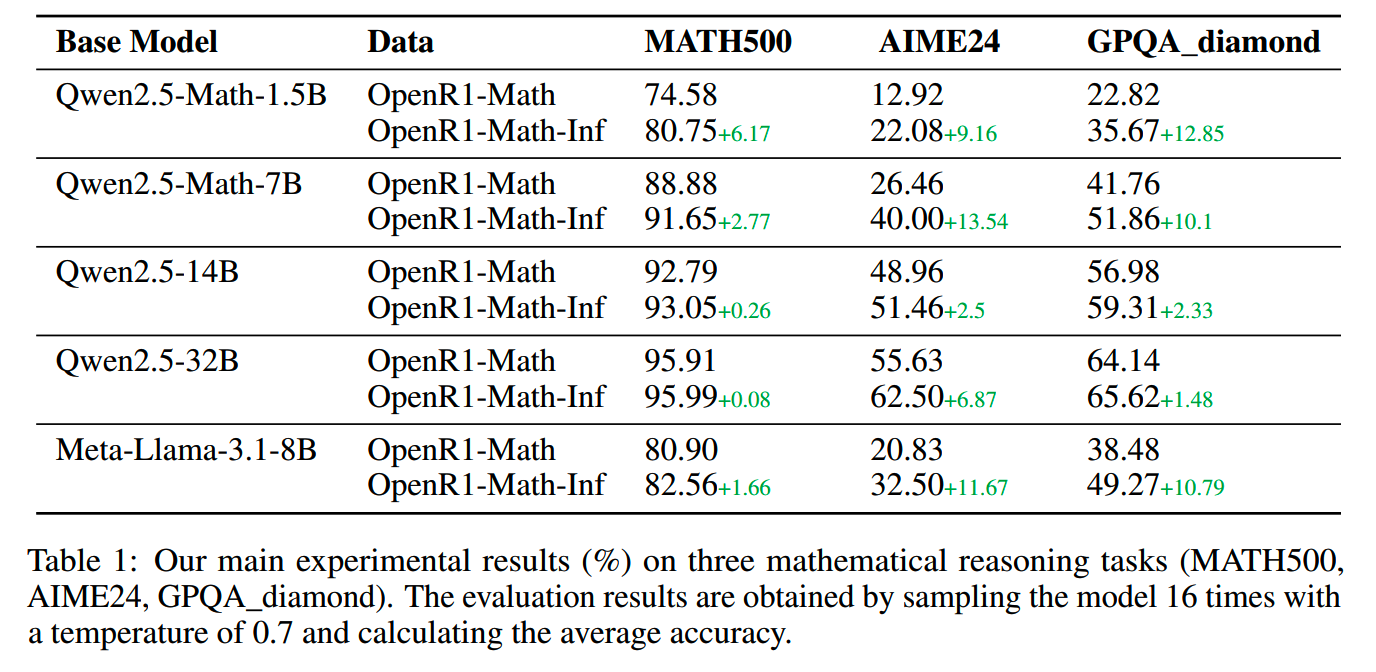 Base Model Data MATH500 AIME24 GPQA_diamond
Qwen2.5-Math-1.5B OpenR1-Math 74.58 12.92 22.82
OpenR1-Math-Inf 80.75+6.17 22.08+9.16 35.67+12.85
Qwen2.5-Math-7B OpenR1-Math 88.88 26.46 41.76
OpenR1-Math-Inf 91.65+2.77 40.00+13.54 51.86+10.1
Qwen2.5-14B OpenR1-Math 92.79 48.96 56.98
OpenR1-Math-Inf 93.05+0.26 51.46+2.5 59.31+2.33
Qwen2.5-32B OpenR1-Math 95.91 55.63 64.14
OpenR1-Math-Inf 95.99+0.08 62.50+6.87 65.62+1.48
Meta-Llama-3.1-8B OpenR1-Math 80.90 20.83 38.48
OpenR1-Math-Inf 82.56+1.66 32.50+11.67 49.27+10.79
Table 1: Our main experimental results (%) on three mathematical reasoning tasks (MATH500,
AIME24, GPQA_diamond). The evaluation results are obtained by sampling the model 16 times with
a temperature of 0.7 and calculating the average accuracy.